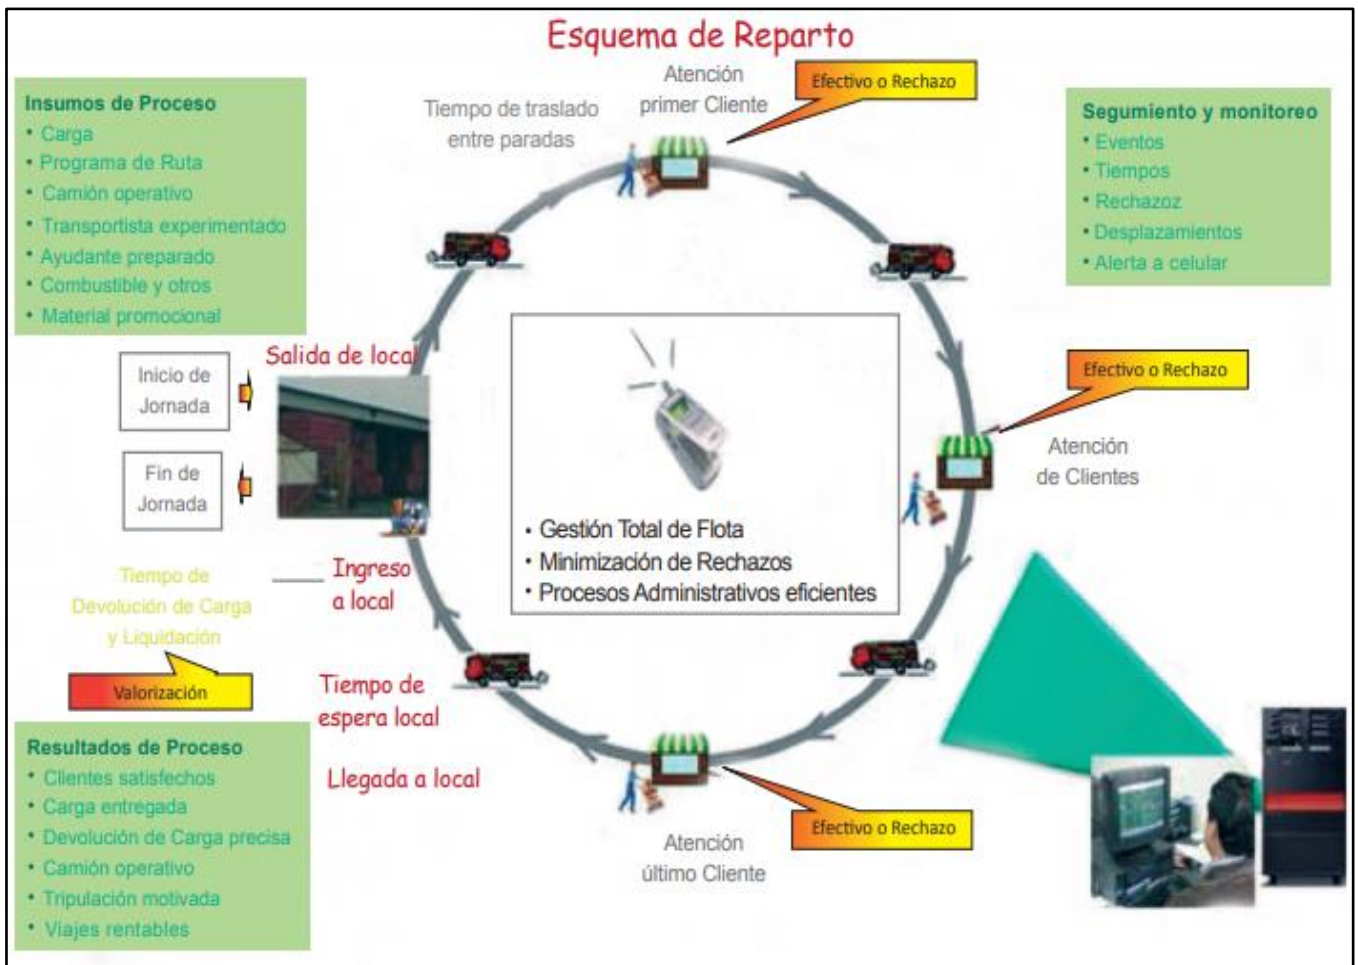 Esquema de Reparto
Insumos de Proceso
• Carga
• Programa de Ruta
• Camión operativo
• Transportista experimentado
• Ayudante preparado
• Combustible y otros
• Material promocional
Tiempo de traslado
entre paradas
Atención
primer Cliente
Efectivo o Rechazo
Segumiento y monitoreo
• Eventos
• Tiempos
• Rechazoz
• Desplazamientos
• Alerta a celular
Salida de local
Inicio de
Jornada
Fin de
Jornada
Efectivo o Rechazo
Atención
de Clientes
• Gestión Total de Flota
• Minimización de Rechazos
• Procesos Administrativos eficientes
Tiempo de
Devolución de Carga
y Liquidación
Ingreso
a local
Valorización
Tiempo de
espera local
Llegada a local
Resultados de Proceso
• Clientes satisfechos
• Carga entregada
• Devolución de Carga precisa
• Camión operativo
• Tripulación motivada
• Viajes rentables
Efectivo o Rechazo
Atención
último Cliente